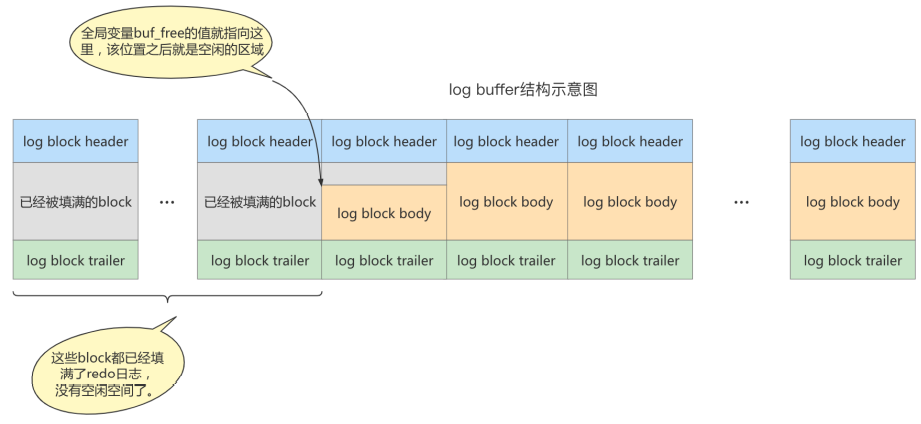 全局变量buf_free的值就指向这
里，该位置之后就是空闲的区域
log buffer结构示意图
log block header
log block header
log block header
log block header
log block header
log block header
已经被填满的block
...
已经被填满的block
log block body
log block body
log block body
...
log block body
log block trailer
log block trailer
log block trailer
log block trailer
log block trailer
log block trailer
这些block都已经填
满了redo日志，
没有空闲空间了。